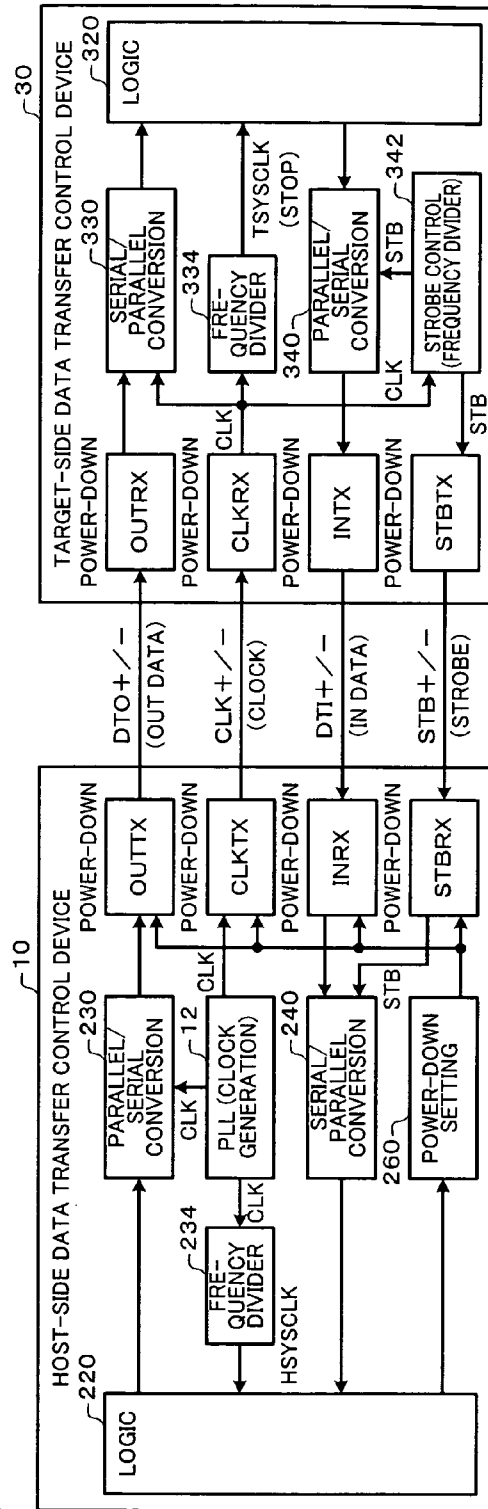 HOST-SIDE DATA TRANSFER CONTROL DEVICE
10
220
LOGIC
230
PARALLEL/
SERIAL
CONVERSION
CLK
12
PLL (CLOCK
GENERATION)
CLK
CLK
234
FRE-
QUENCY
DIVIDER
HSYSCLK
240
SERIAL/
PARALLEL
CONVERSION
STB
260
POWER-DOWN
SETTING
POWER-DOWN
OUTTX
POWER-DOWN
CLKTX
POWER-DOWN
INRX
POWER-DOWN
STBRX
DTO+/-
(OUT DATA)
CLK+/-
(CLOCK)
DTI+/-
(IN DATA)
STB+/-
(STROBE)
TARGET-SIDE DATA TRANSFER CONTROL DEVICE
30
POWER-DOWN
OUTRX
POWER-DOWN
CLKRX
POWER-DOWN
INTX
POWER-DOWN
STBTX
330
SERIAL/
PARALLEL
CONVERSION
CLK
334
FRE-
QUENCY
DIVIDER
TSYSCLK
(STOP)
340
PARALLEL/
SERIAL
CONVERSION
STB
CLK
342
STROBE CONTROL
(FREQUENCY DIVIDER)
STB
320
LOGIC